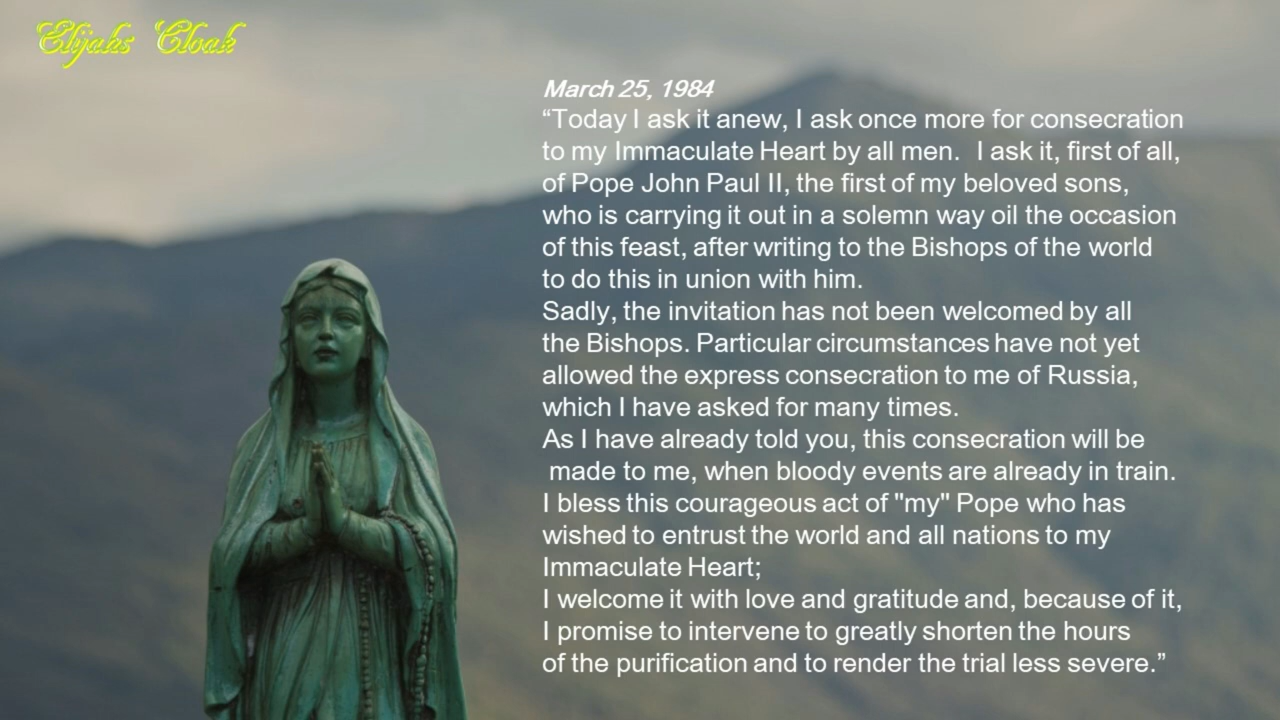 Elijahs Cloak
March 25, 1984
“Today I ask it anew, I ask once more for consecration
to my Immaculate Heart by all men.  I ask it, first of all,
of Pope John Paul II, the first of my beloved sons,
who is carrying it out in a solemn way oil the occasion
of this feast, after writing to the Bishops of the world
to do this in union with him.
Sadly, the invitation has not been welcomed by all
the Bishops. Particular circumstances have not yet
allowed the express consecration to me of Russia,
which I have asked for many times.
As I have already told you, this consecration will be
made to me, when bloody events are already in train.
I bless this courageous act of "my" Pope who has
wished to entrust the world and all nations to my
Immaculate Heart;
I welcome it with love and gratitude and, because of it,
I promise to intervene to greatly shorten the hours
of the purification and to render the trial less severe.”